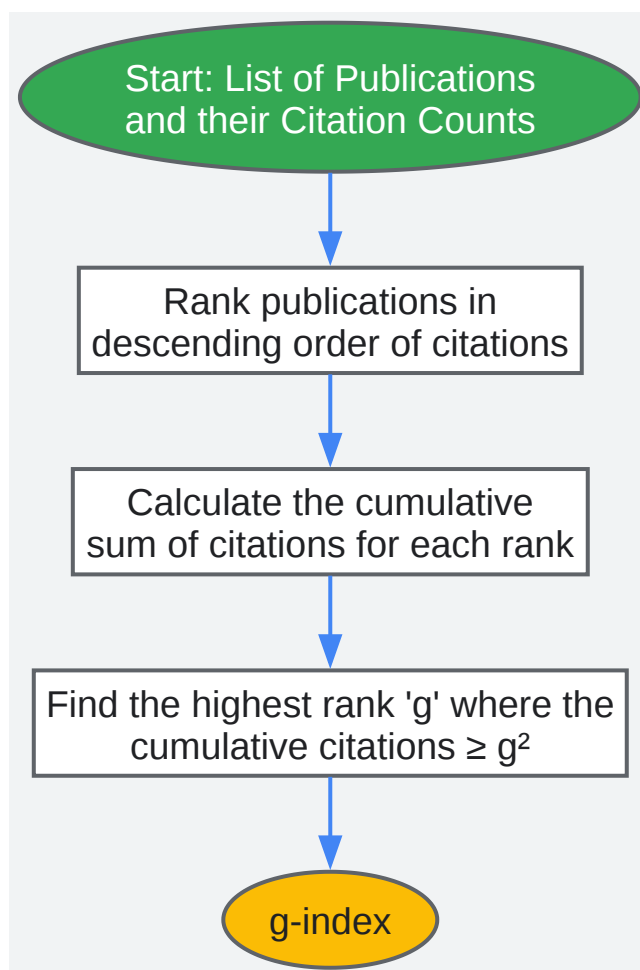 Start: List of Publications
and their Citation Counts
Rank publications in
descending order of citations
Calculate the cumulative
sum of citations for each rank
Find the highest rank 'g' where the
cumulative citations ≥ g²
g-index